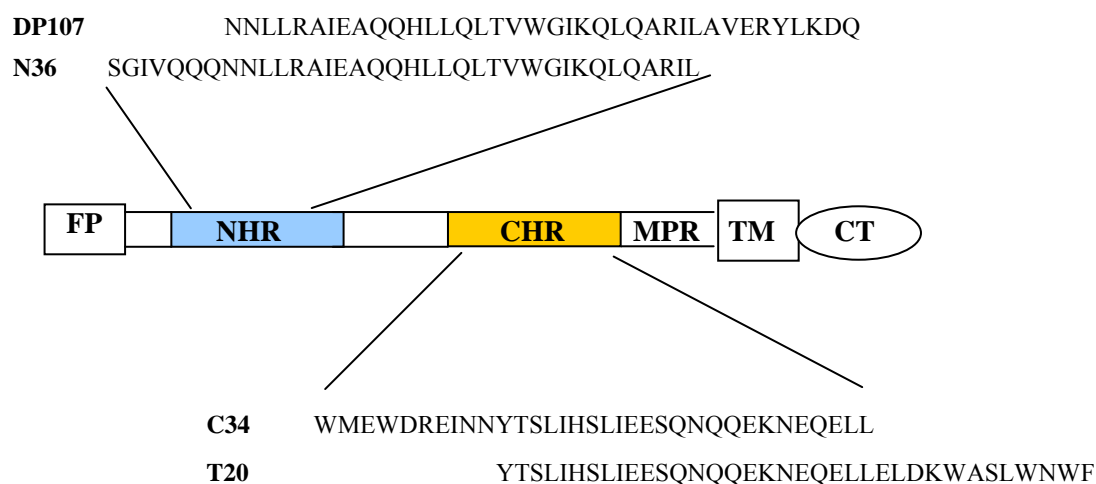 DP107 NNLLRAIEAQQHLLQLTVWGIKQLQARILAVERYLKDQ
N36 SGIVQQQNNLLRAIEAQQHLLQLTVWGIKQLQARIL
FP NHR CHR MPR TM CT
C34 WMEWDREINNYTSLIHSLIEESQNQQEKNEQELL
T20 YTSLIHSLIEESQNQQEKNEQELLELDKWASLWNWF